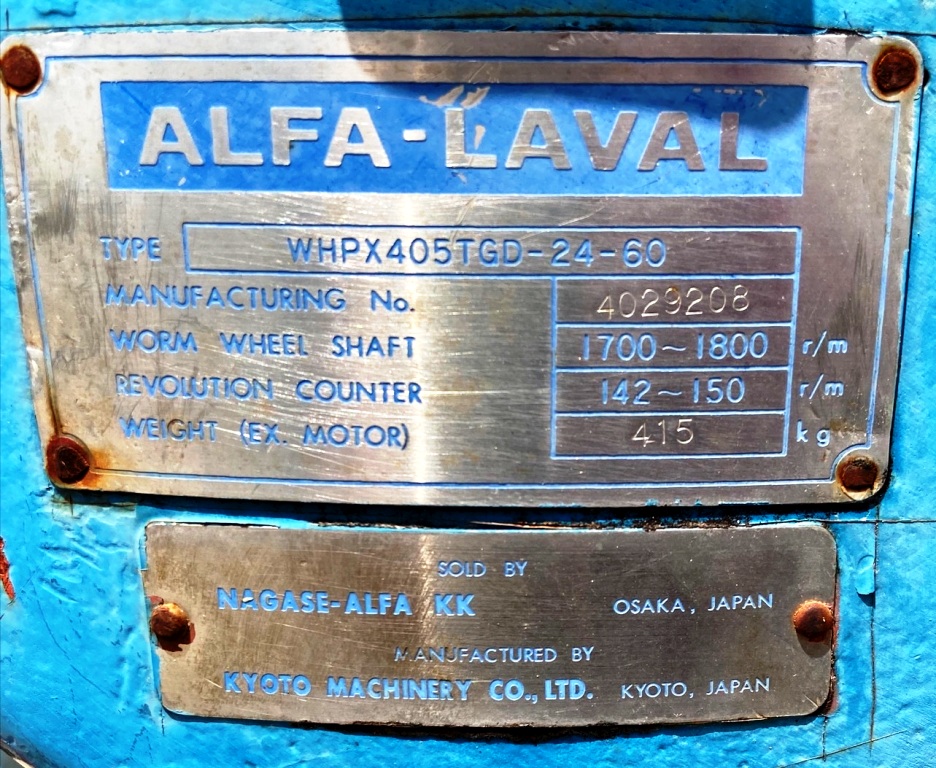 ALFA-LAVAL
TYPE WHPX405TGD-24-60
MANUFACTURING No. 4029208
WORM WHEEL SHAFT 1700~1800 r/m
REVOLUTION COUNTER 142~150 r/m
WEIGHT (EX. MOTOR) 415 kg
SOLD BY
NAGASE-ALFA KK OSAKA, JAPAN
MANUFACTURED BY
KYOTO MACHINERY CO., LTD. KYOTO, JAPAN